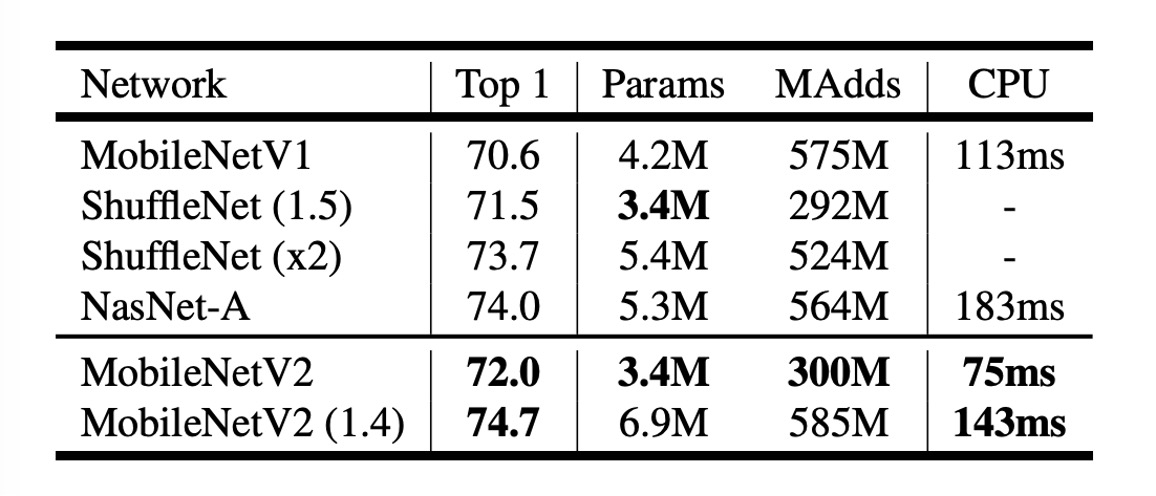 Network Top 1 Params MAdds CPU
MobileNetV1 70.6 4.2M 575M 113ms
ShuffleNet (1.5) 71.5 3.4M 292M -
ShuffleNet (x2) 73.7 5.4M 524M -
NasNet-A 74.0 5.3M 564M 183ms
MobileNetV2 72.0 3.4M 300M 75ms
MobileNetV2 (1.4) 74.7 6.9M 585M 143ms